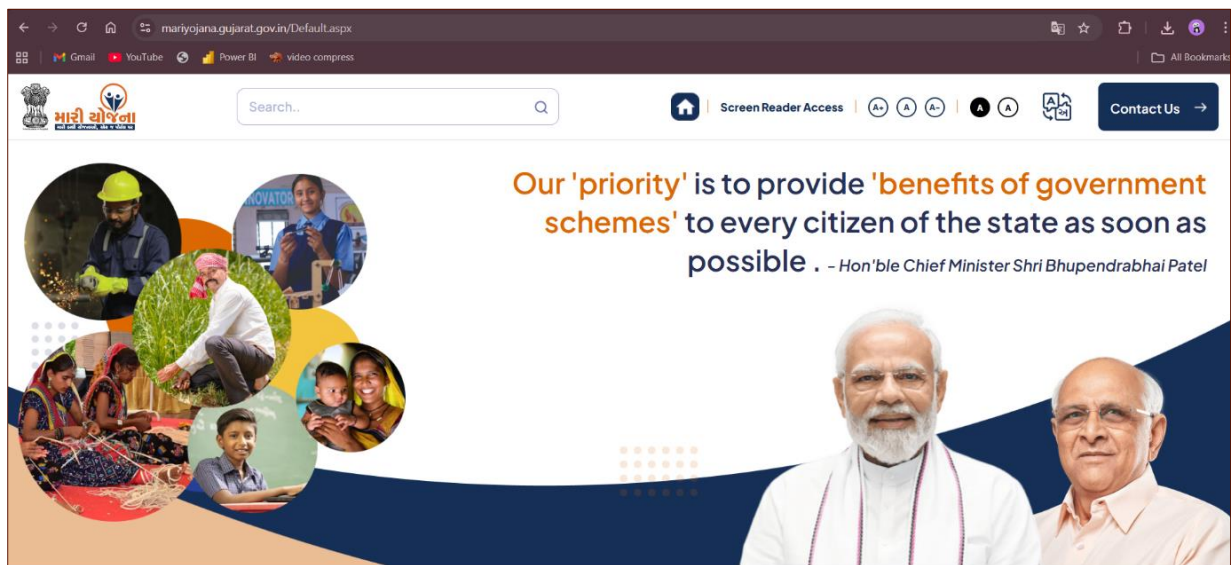 mariyojana.gujarat.gov.in/Default.aspx
Gmail YouTube Power BI video compress All Bookmarks
મારી યોજના
Search..
Screen Reader Access A+ A A- A A
A અ
Contact Us →
INNOVATOR
Our 'priority' is to provide 'benefits of government
schemes' to every citizen of the state as soon as
possible . - Hon'ble Chief Minister Shri Bhupendrabhai Patel